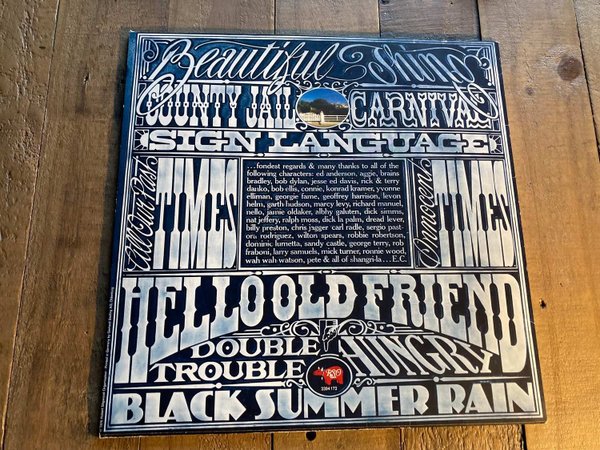 Beautiful Thing
COUNTY JAIL
CARNIVAL
SIGN LANGUAGE
All Our Past
TIMES
...fondest regards & many thanks to all of the
following characters: ed anderson, aggie, brains
bradley, bob dylan, jesse ed davis, rick & terry
danko, bob ellis, connie, konrad kramer, yvonne
elliman, georgie fame, geoffrey harrison, levon
helm, garth hudson, marcy levy, richard manuel,
nello, jamie oldaker, albhy galuten, dick simms,
nat jefrey, ralph moss, dick la palm, dread lever,
billy preston, chris jagger carl radle, sergio past-
ora rodriguez, wilton spears, robbie robertson,
dominic lumetta, sandy castle, george terry, rob
fraboni, larry samuels, mick turner, ronnie wood,
wah wah watson, pete & all of shangri-la...E.C.
Innocent
TIMES
HELLO OLD FRIEND
DOUBLE
TROUBLE
HUNGRY
RSO
2394 172
BLACK SUMMER RAIN